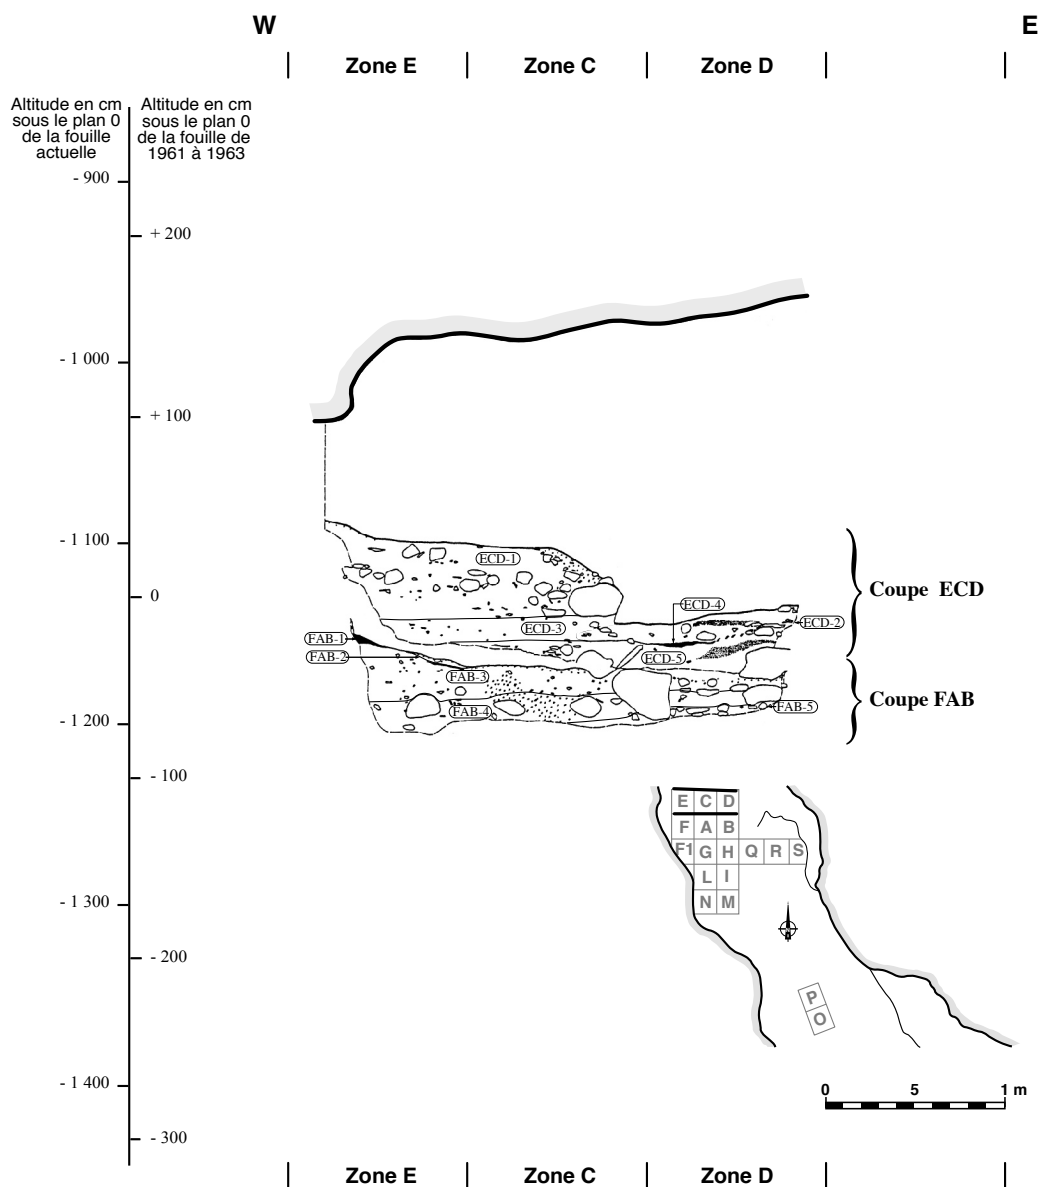 W
E
Zone E
Zone C
Zone D
Altitude en cm
sous le plan 0
de la fouille
actuelle
Altitude en cm
sous le plan 0
de la fouille de
1961 à 1963
- 900
+ 200
- 1 000
+ 100
- 1 100
0
- 1 200
- 100
- 1 300
- 200
- 1 400
- 300
ECD-1
ECD-4
ECD-2
ECD-3
FAB-1
FAB-2
ECD-5
FAB-3
FAB-4
FAB-5
Coupe ECD
Coupe FAB
E C D
F A B
F1 G H Q R S
L I
N M
P
O
0 5 1 m
Zone E
Zone C
Zone D